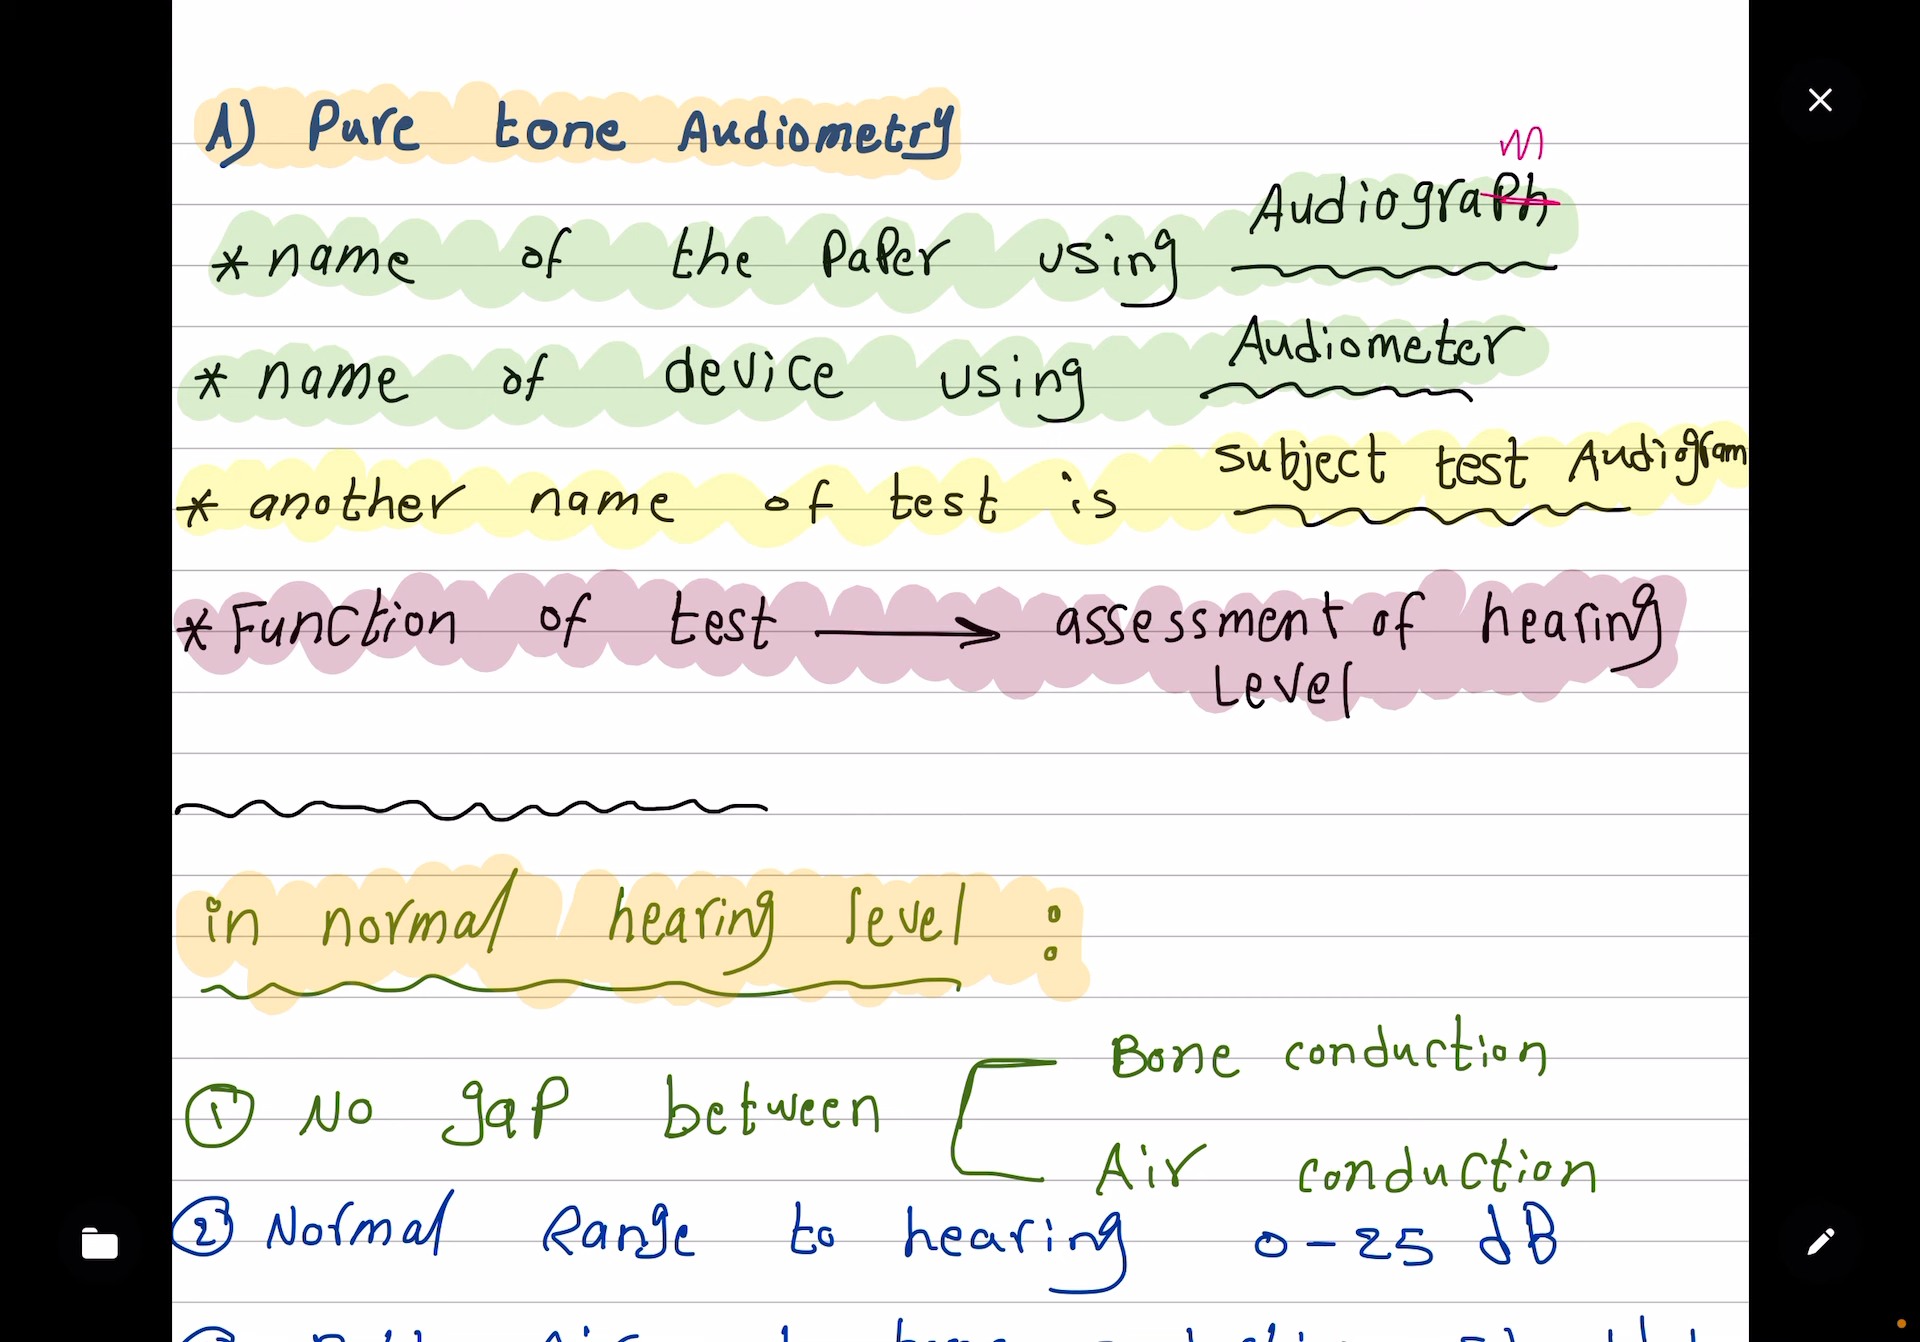 A) Pure tone Audiometry
* name of the Paper using Audiograph m
* name of device using Audiometer
* another name of test is subject test Audiogram
* Function of test → assessment of hearing
Level
in normal hearing level :
① No gap between Bone conduction
Air conduction
② Normal Range to hearing 0-25 dB